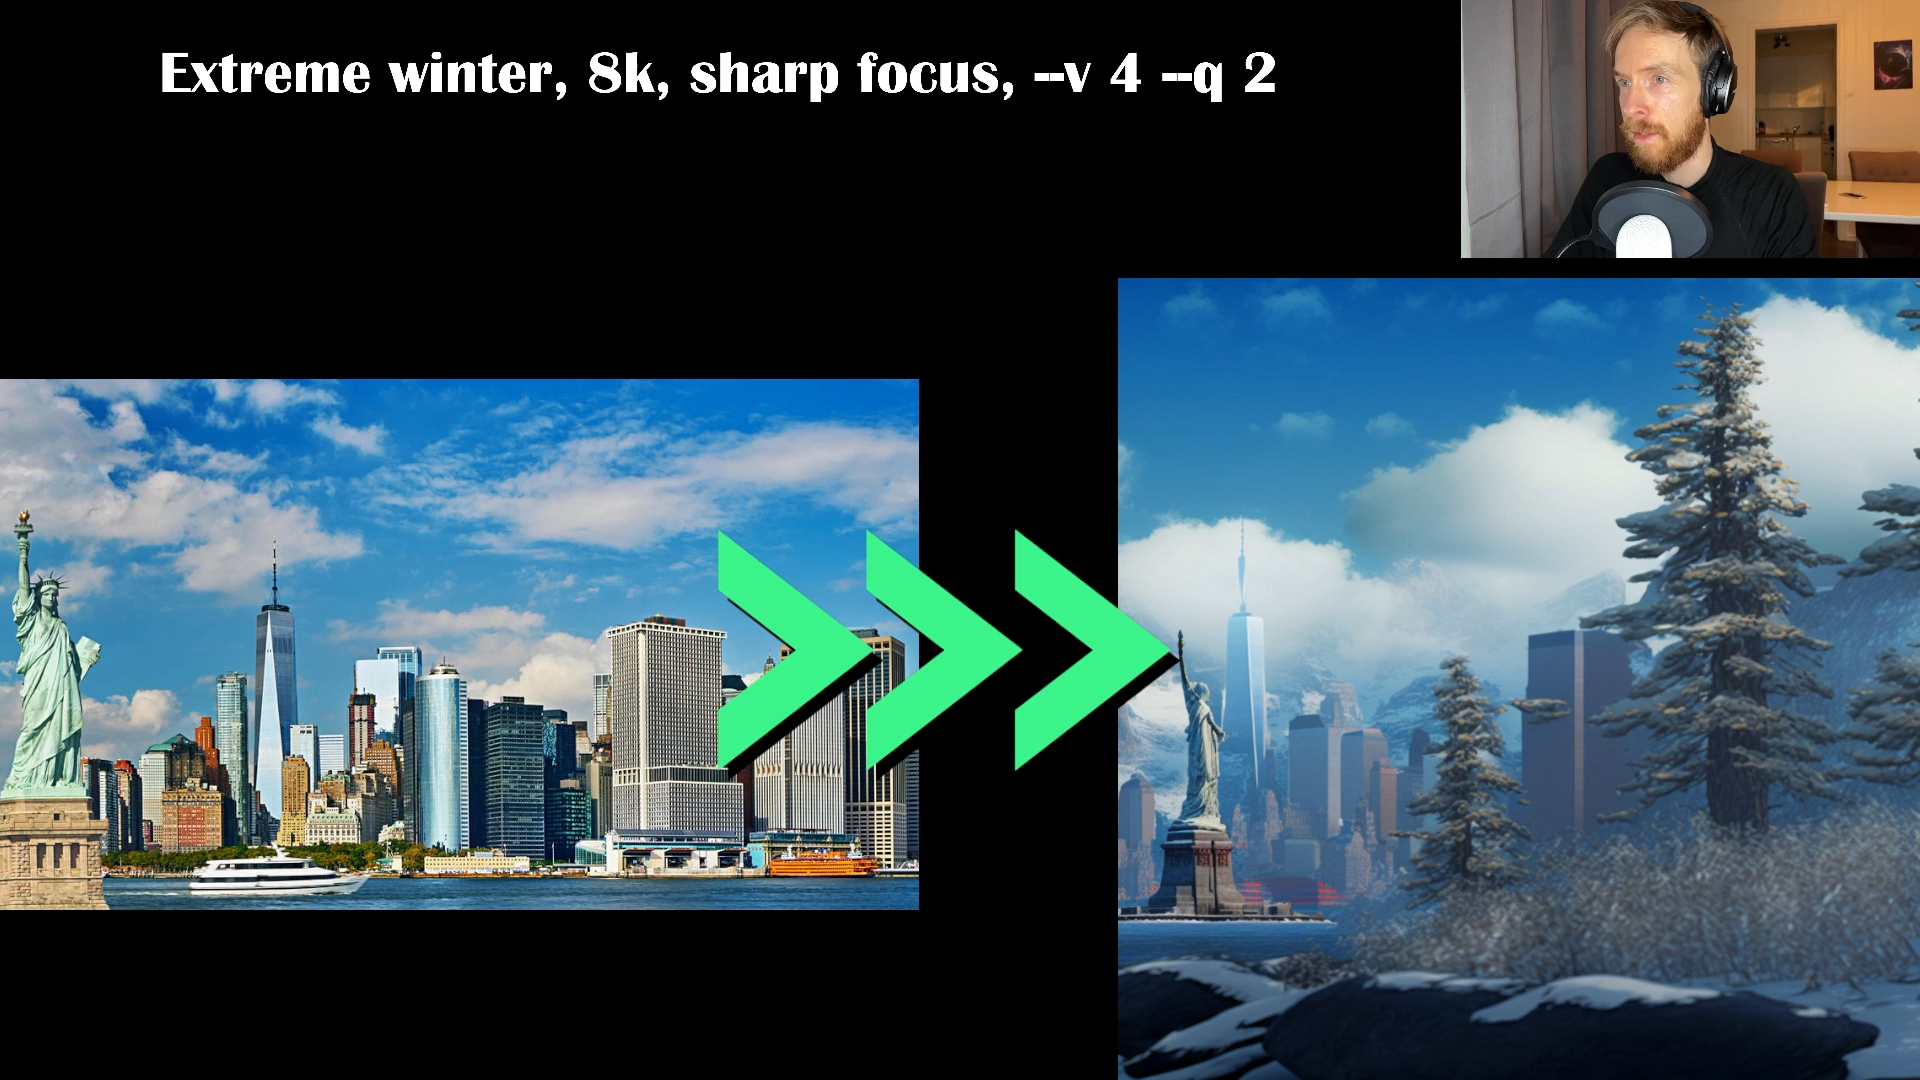 Extreme winter, 8k, sharp focus, --v 4 --q 2